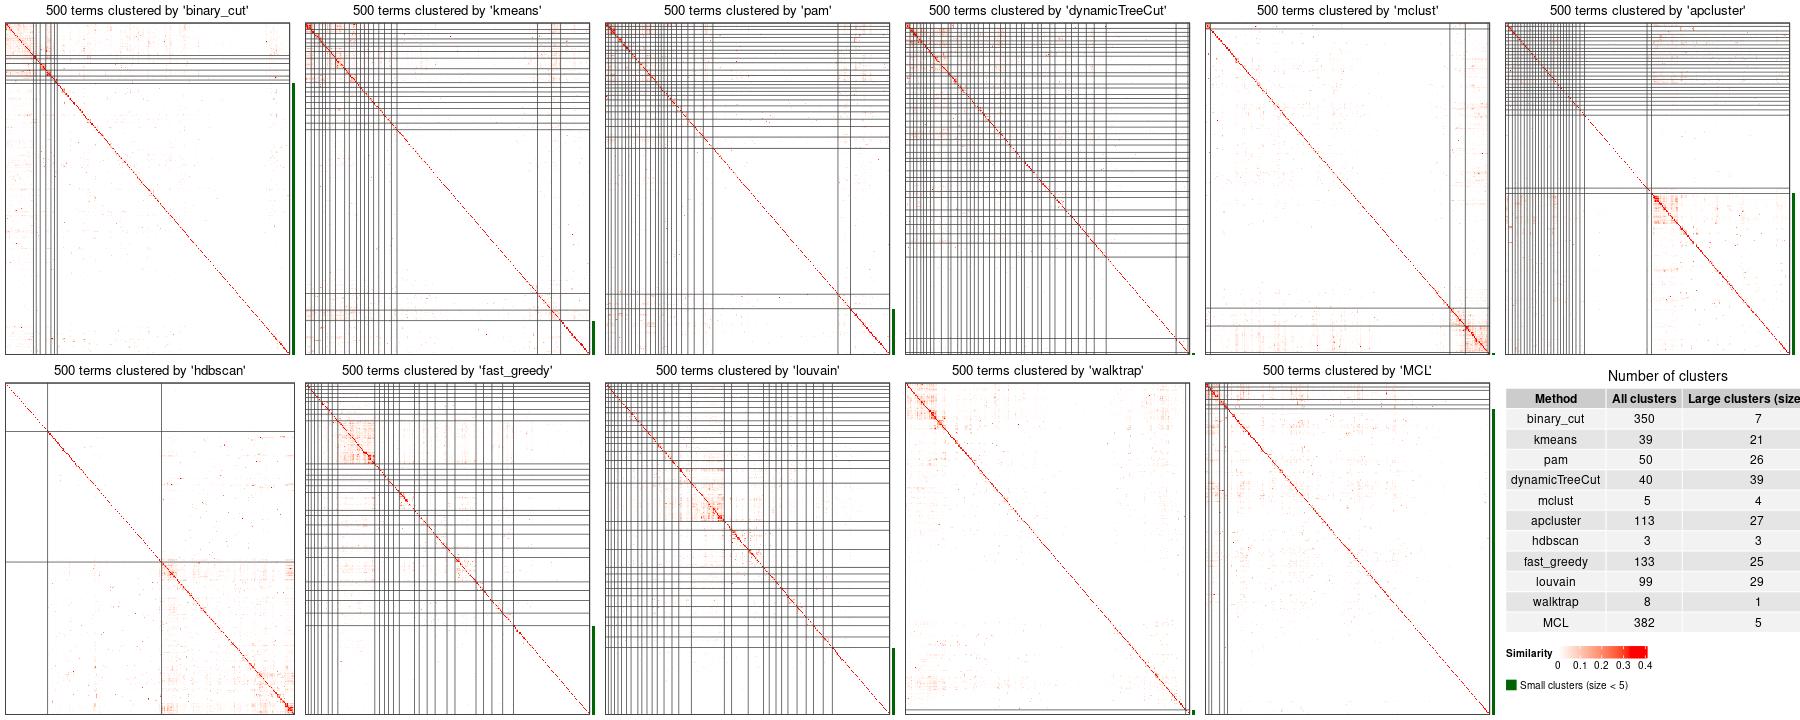 500 terms clustered by 'binary_cut'
500 terms clustered by 'kmeans'
500 terms clustered by 'pam'
500 terms clustered by 'dynamicTreeCut'
500 terms clustered by 'mclust'
500 terms clustered by 'apcluster'
500 terms clustered by 'hdbscan'
500 terms clustered by 'fast_greedy'
500 terms clustered by 'louvain'
500 terms clustered by 'walktrap'
500 terms clustered by 'MCL'
Number of clusters
Method All clusters Large clusters (size
binary_cut 350 7
kmeans 39 21
pam 50 26
dynamicTreeCut 40 39
mclust 5 4
apcluster 113 27
hdbscan 3 3
fast_greedy 133 25
louvain 99 29
walktrap 8 1
MCL 382 5
Similarity
0 0.1 0.2 0.3 0.4
Small clusters (size < 5)